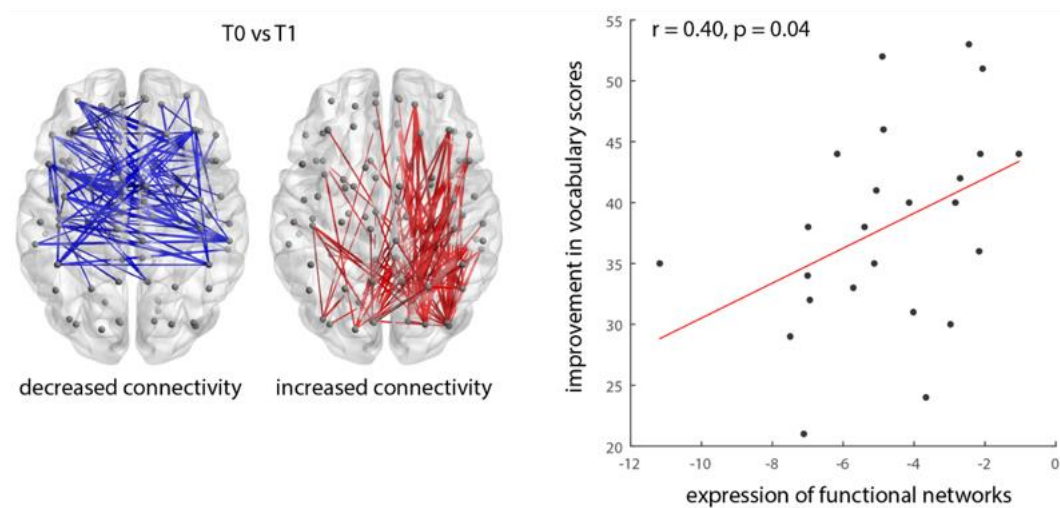 T0 vs T1
decreased connectivity
increased connectivity
r = 0.40, p = 0.04
improvement in vocabulary scores
55
50
45
40
35
30
25
20
-12
-10
-8
-6
-4
-2
0
expression of functional networks